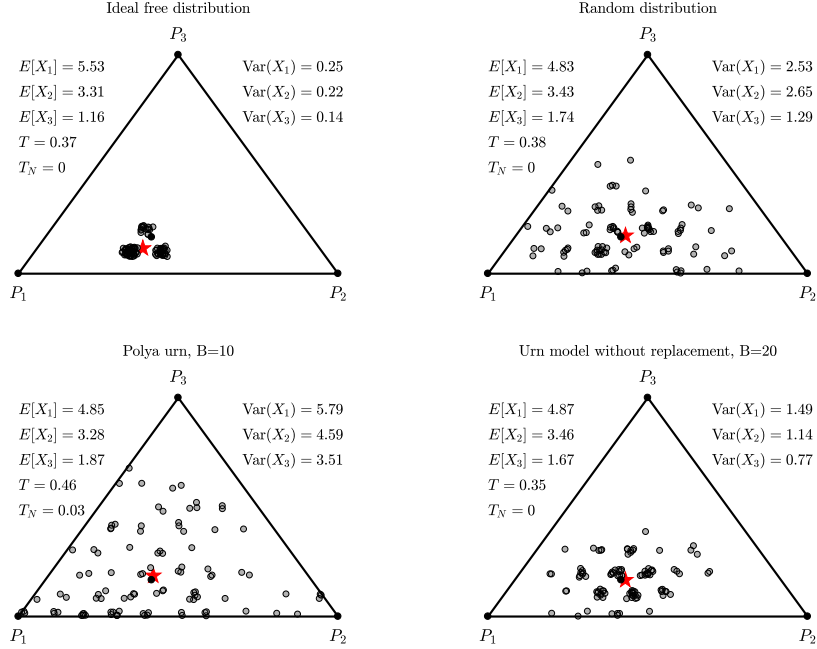 Ideal free distribution
P₃
E[X₁] = 5.53
Var(X₁) = 0.25
E[X₂] = 3.31
Var(X₂) = 0.22
E[X₃] = 1.16
Var(X₃) = 0.14
T = 0.37
T_N = 0
P₁
P₂
Random distribution
P₃
E[X₁] = 4.83
Var(X₁) = 2.53
E[X₂] = 3.43
Var(X₂) = 2.65
E[X₃] = 1.74
Var(X₃) = 1.29
T = 0.38
T_N = 0
P₁
P₂
Polya urn, B=10
P₃
E[X₁] = 4.85
Var(X₁) = 5.79
E[X₂] = 3.28
Var(X₂) = 4.59
E[X₃] = 1.87
Var(X₃) = 3.51
T = 0.46
T_N = 0.03
P₁
P₂
Urn model without replacement, B=20
P₃
E[X₁] = 4.87
Var(X₁) = 1.49
E[X₂] = 3.46
Var(X₂) = 1.14
E[X₃] = 1.67
Var(X₃) = 0.77
T = 0.35
T_N = 0
P₁
P₂